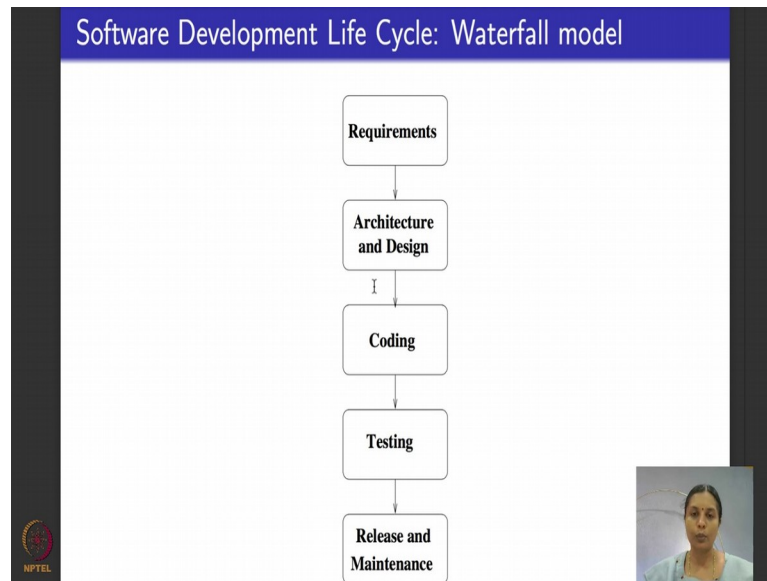 Software Development Life Cycle: Waterfall model
Requirements
Architecture
and Design
Coding
Testing
Release and
Maintenance
NPTEL